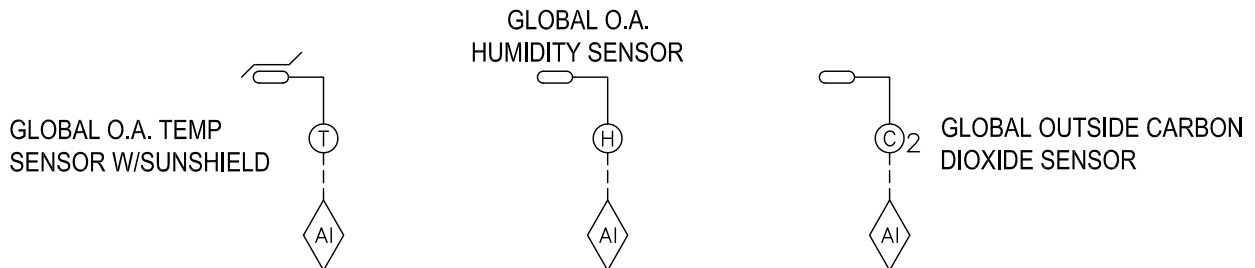 GLOBAL O.A.
HUMIDITY SENSOR
GLOBAL O.A. TEMP
SENSOR W/SUNSHIELD
T
H
C2
GLOBAL OUTSIDE CARBON
DIOXIDE SENSOR
AI
AI
AI